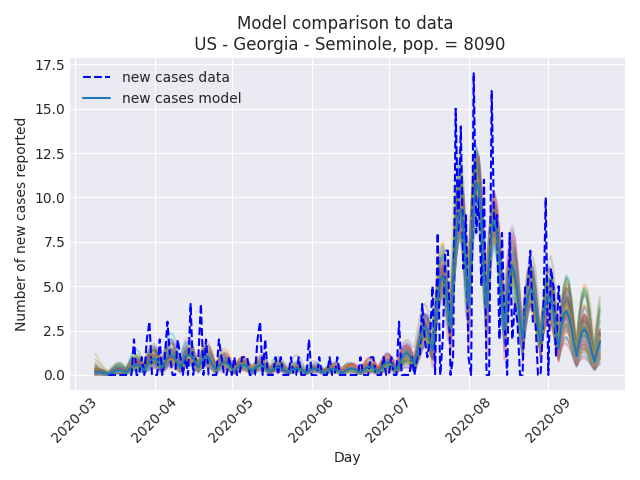 Model comparison to data
US - Georgia - Seminole, pop. = 8090
new cases data
new cases model
17.5
15.0
12.5
10.0
7.5
5.0
2.5
0.0
Number of new cases reported
2020-03
2020-04
2020-05
2020-06
2020-07
2020-08
2020-09
Day